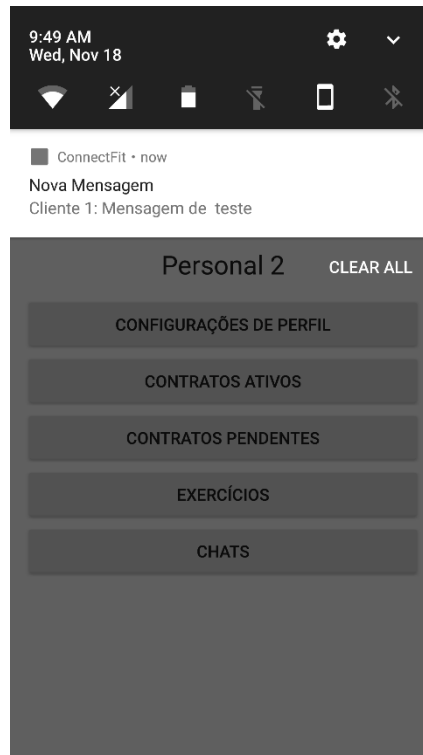 9:49 AM
Wed, Nov 18
ConnectFit • now
Nova Mensagem
Cliente 1: Mensagem de  teste
Personal 2
CLEAR ALL
CONFIGURAÇÕES DE PERFIL
CONTRATOS ATIVOS
CONTRATOS PENDENTES
EXERCÍCIOS
CHATS